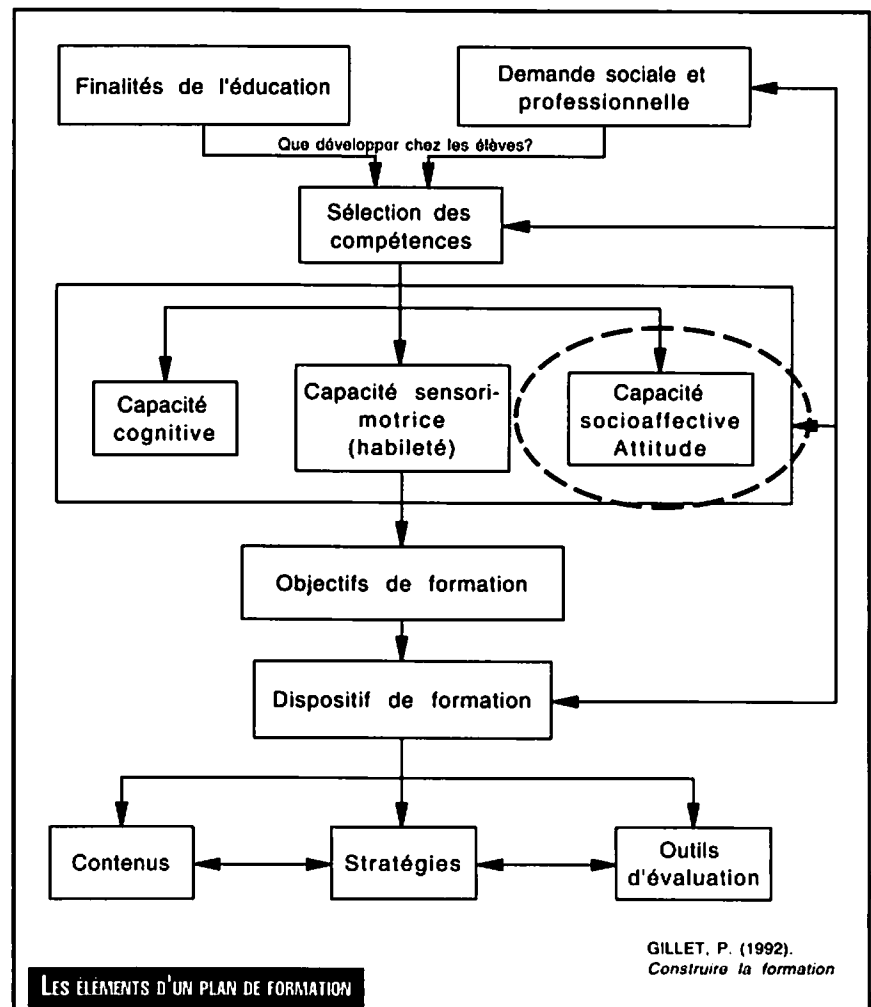 Finalités de l'éducation
Demande sociale et
professionnelle
Que développer chez les élèves?
Sélection des
compétences
Capacité
cognitive
Capacité sensori-
motrice
(habileté)
Capacité
socioaffective
Attitude
Objectifs de formation
Dispositif de formation
Contenus
Stratégies
Outils
d'évaluation
GILLET, P. (1992).
Construire la formation
LES ÉLÉMENTS D'UN PLAN DE FORMATION